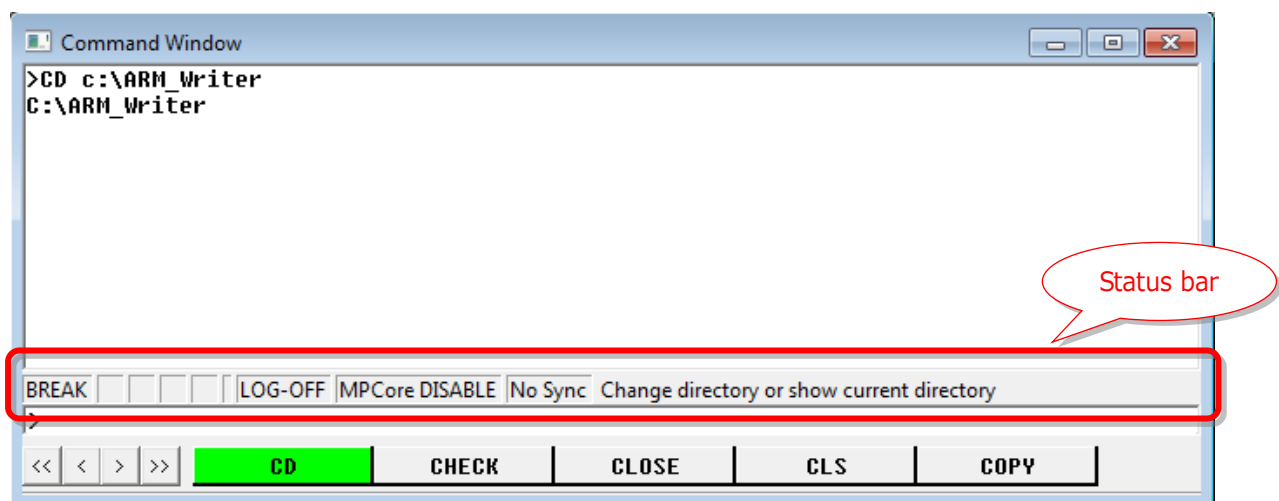 Command Window
>CD c:\ARM_Writer
C:\ARM_Writer
Status bar
BREAK LOG-OFF MPCore DISABLE No Sync Change directory or show current directory
>
<< < > >> CD CHECK CLOSE CLS COPY